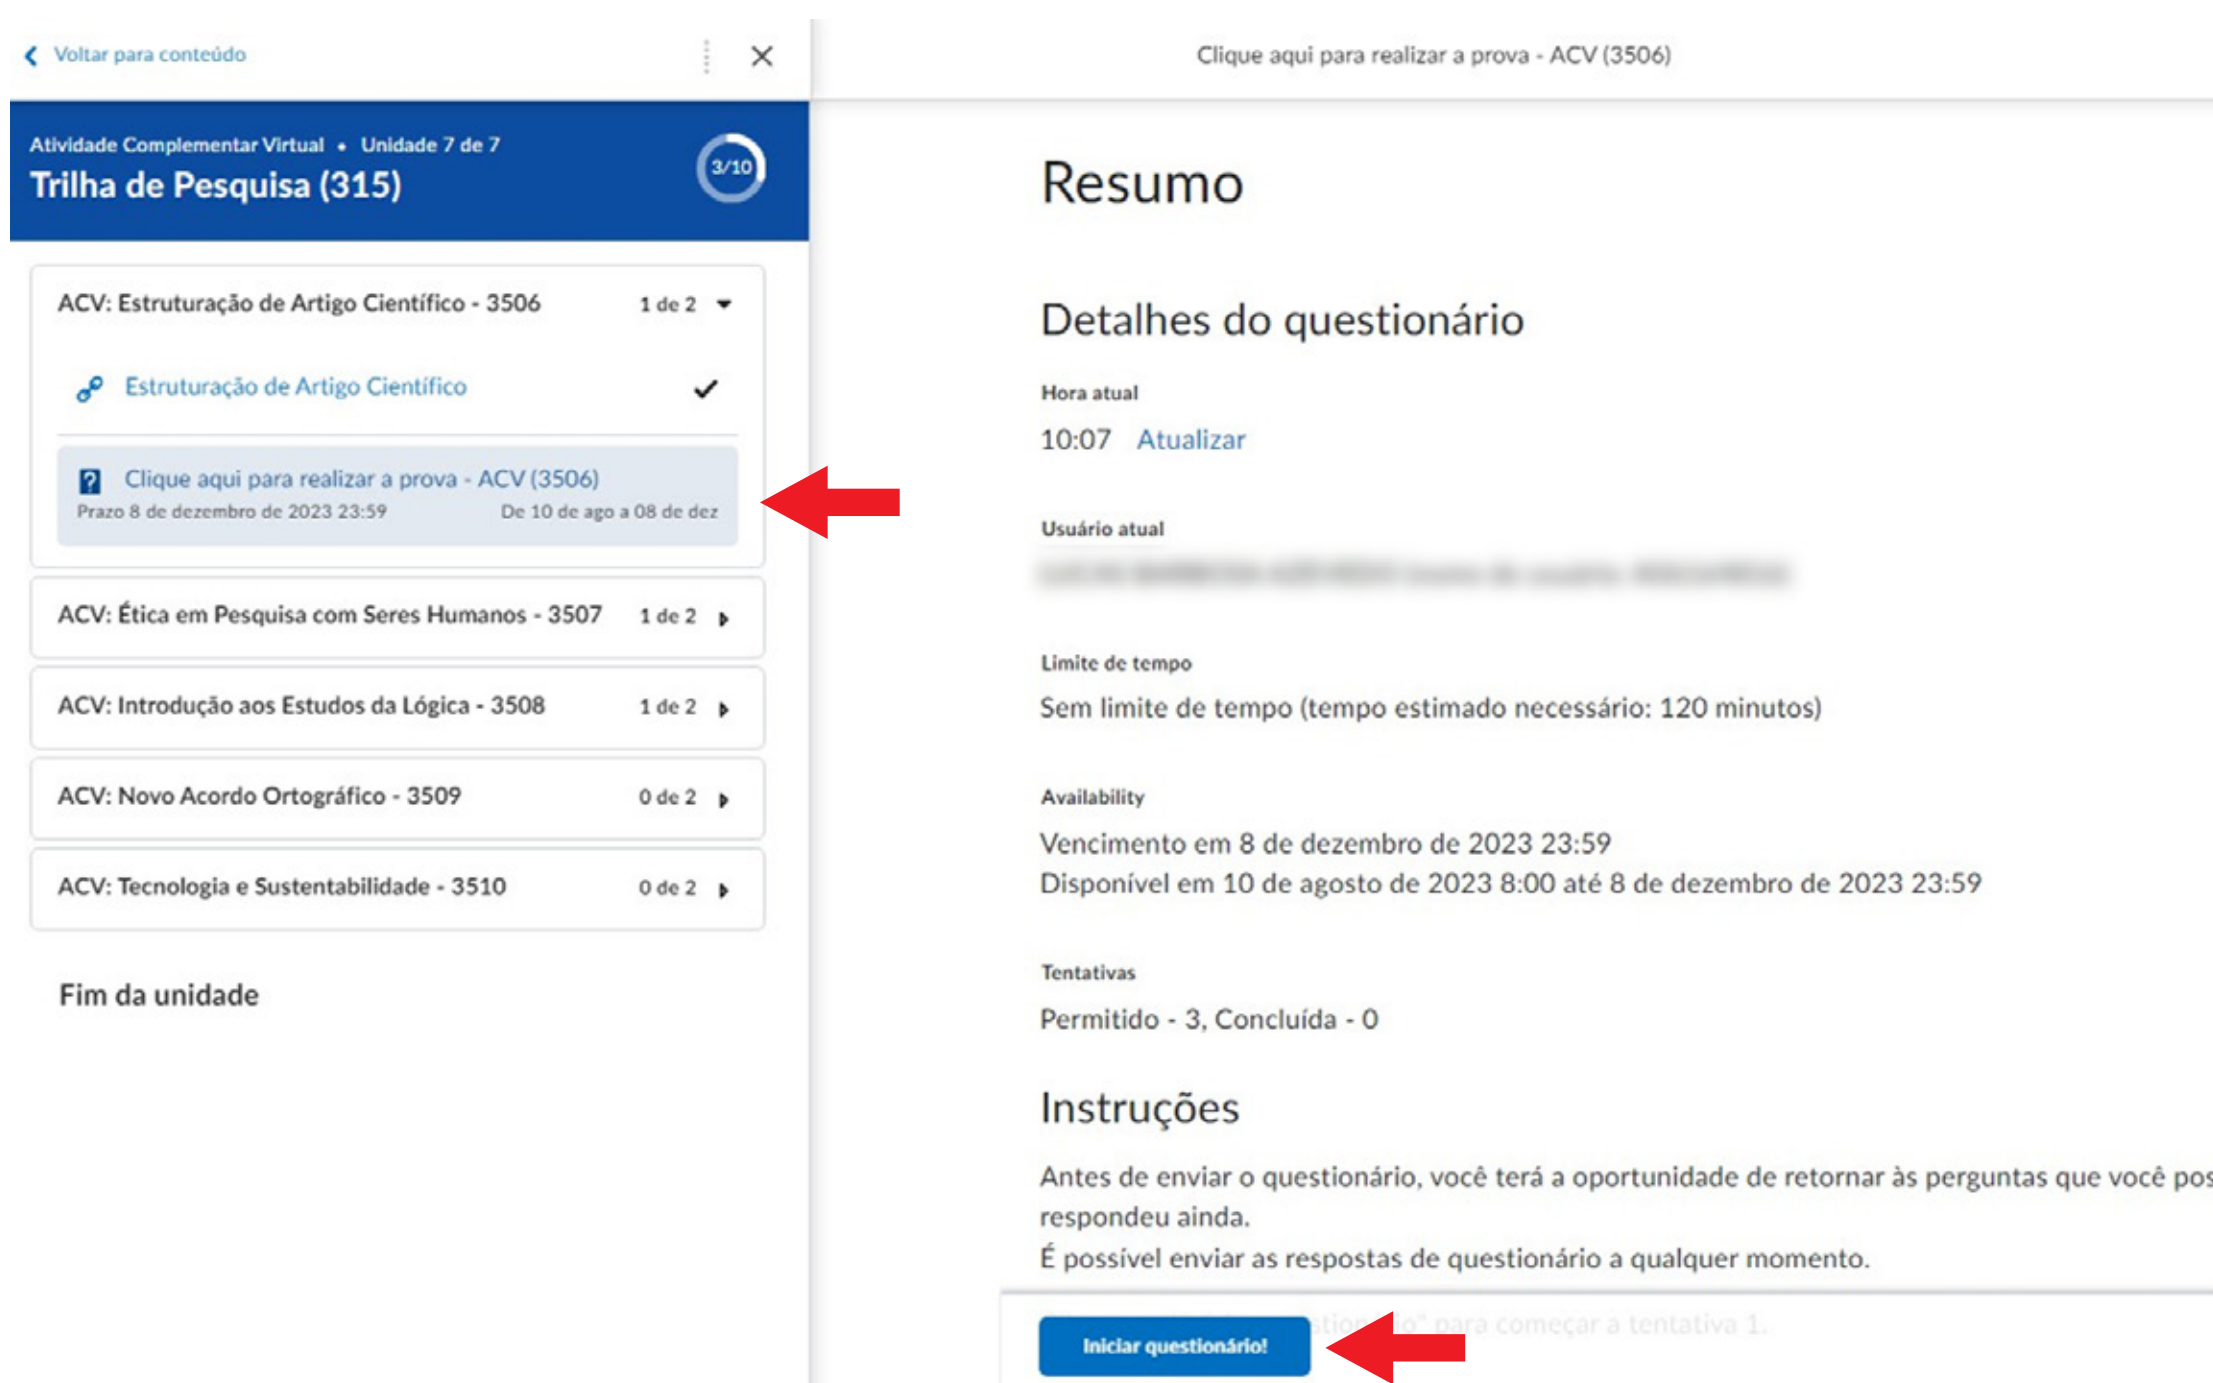 Voltar para conteúdo
Atividade Complementar Virtual • Unidade 7 de 7
Trilha de Pesquisa (315)
3/10
ACV: Estruturação de Artigo Científico - 3506 1 de 2
Estruturação de Artigo Científico
Clique aqui para realizar a prova - ACV (3506)
Prazo 8 de dezembro de 2023 23:59 De 10 de ago a 08 de dez
ACV: Ética em Pesquisa com Seres Humanos - 3507 1 de 2
ACV: Introdução aos Estudos da Lógica - 3508 1 de 2
ACV: Novo Acordo Ortográfico - 3509 0 de 2
ACV: Tecnologia e Sustentabilidade - 3510 0 de 2
Fim da unidade
Clique aqui para realizar a prova - ACV (3506)
Resumo
Detalhes do questionário
Hora atual
10:07 Atualizar
Usuário atual
Limite de tempo
Sem limite de tempo (tempo estimado necessário: 120 minutos)
Availability
Vencimento em 8 de dezembro de 2023 23:59
Disponível em 10 de agosto de 2023 8:00 até 8 de dezembro de 2023 23:59
Tentativas
Permitido - 3, Concluída - 0
Instruções
Antes de enviar o questionário, você terá a oportunidade de retornar às perguntas que você pos
respondeu ainda.
É possível enviar as respostas de questionário a qualquer momento.
para começar a tentativa 1.
Iniciar questionário!